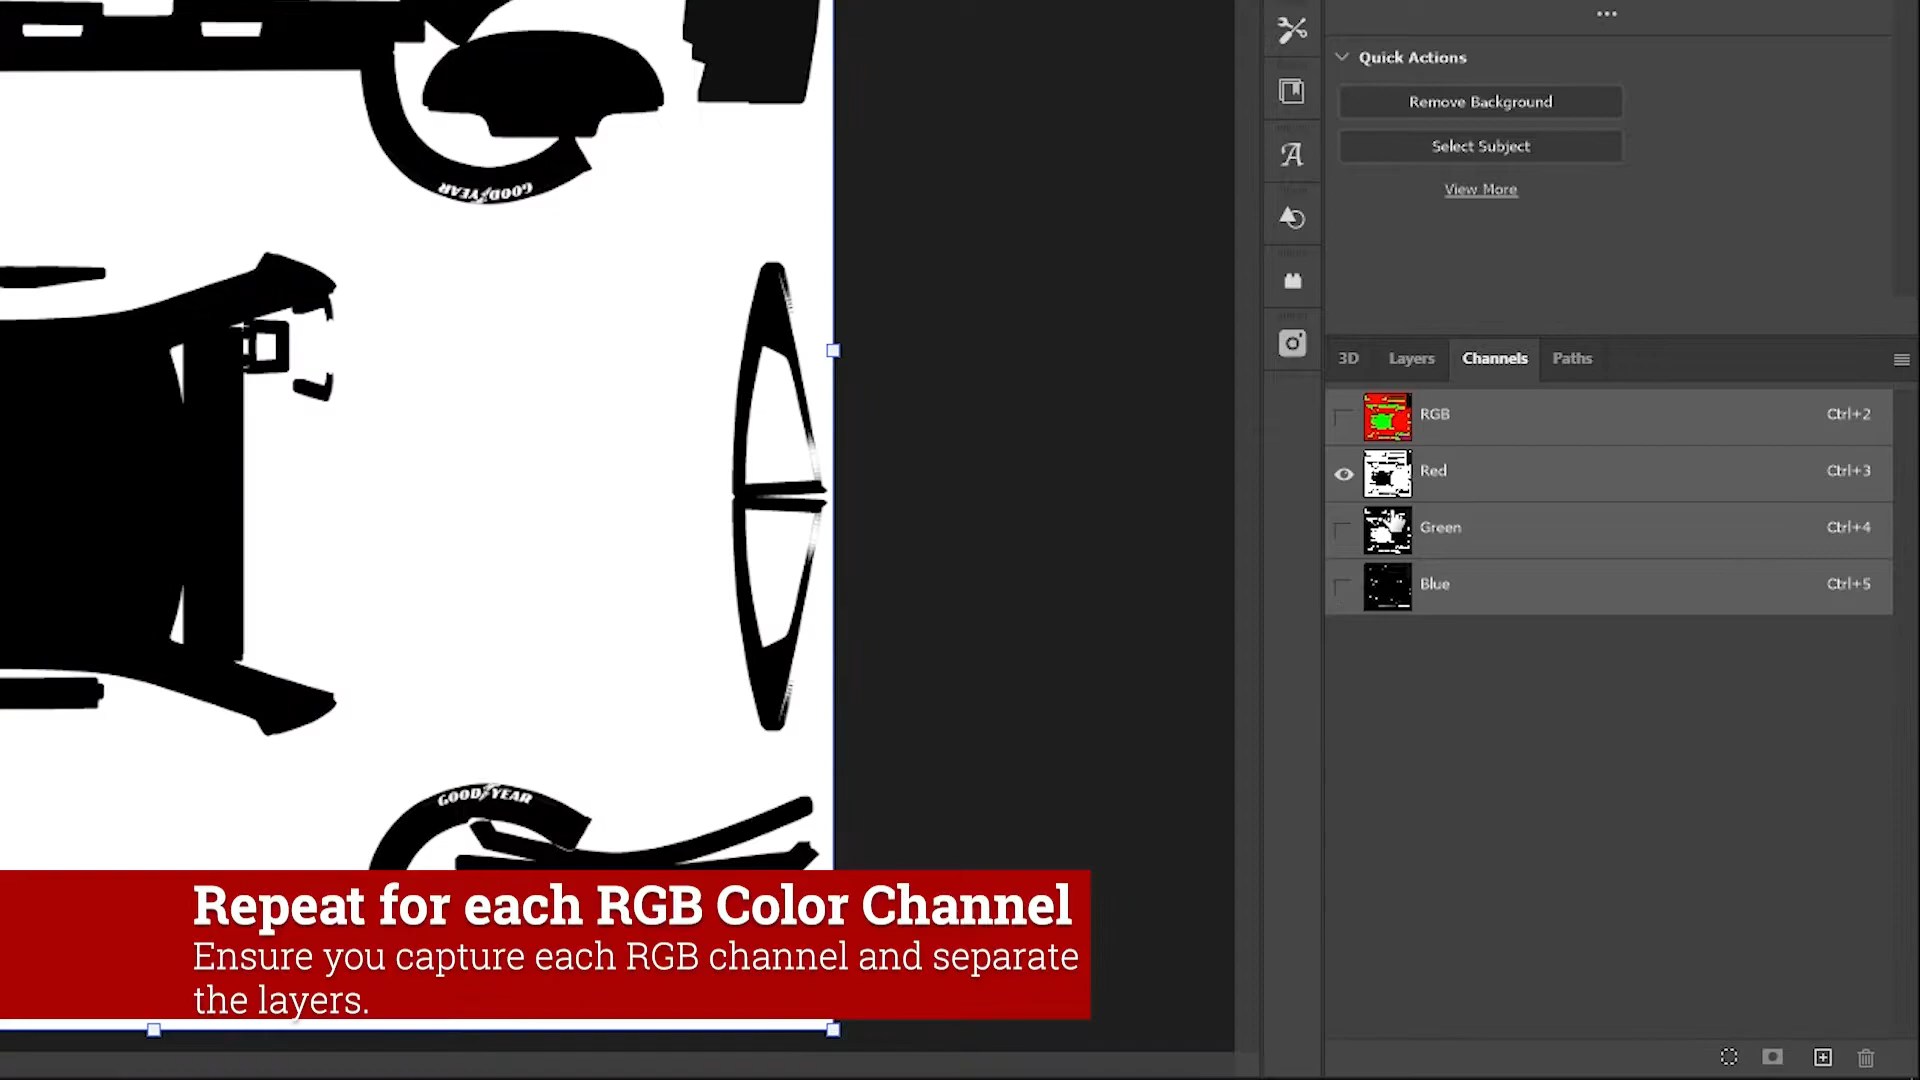 Quick Actions
Remove Background
Select Subject
View More
GOODYEAR
3D Layers Channels Paths
RGB Ctrl+2
Red Ctrl+3
Green Ctrl+4
Blue Ctrl+5
GOODYEAR
Repeat for each RGB Color Channel
Ensure you capture each RGB channel and separate
the layers.